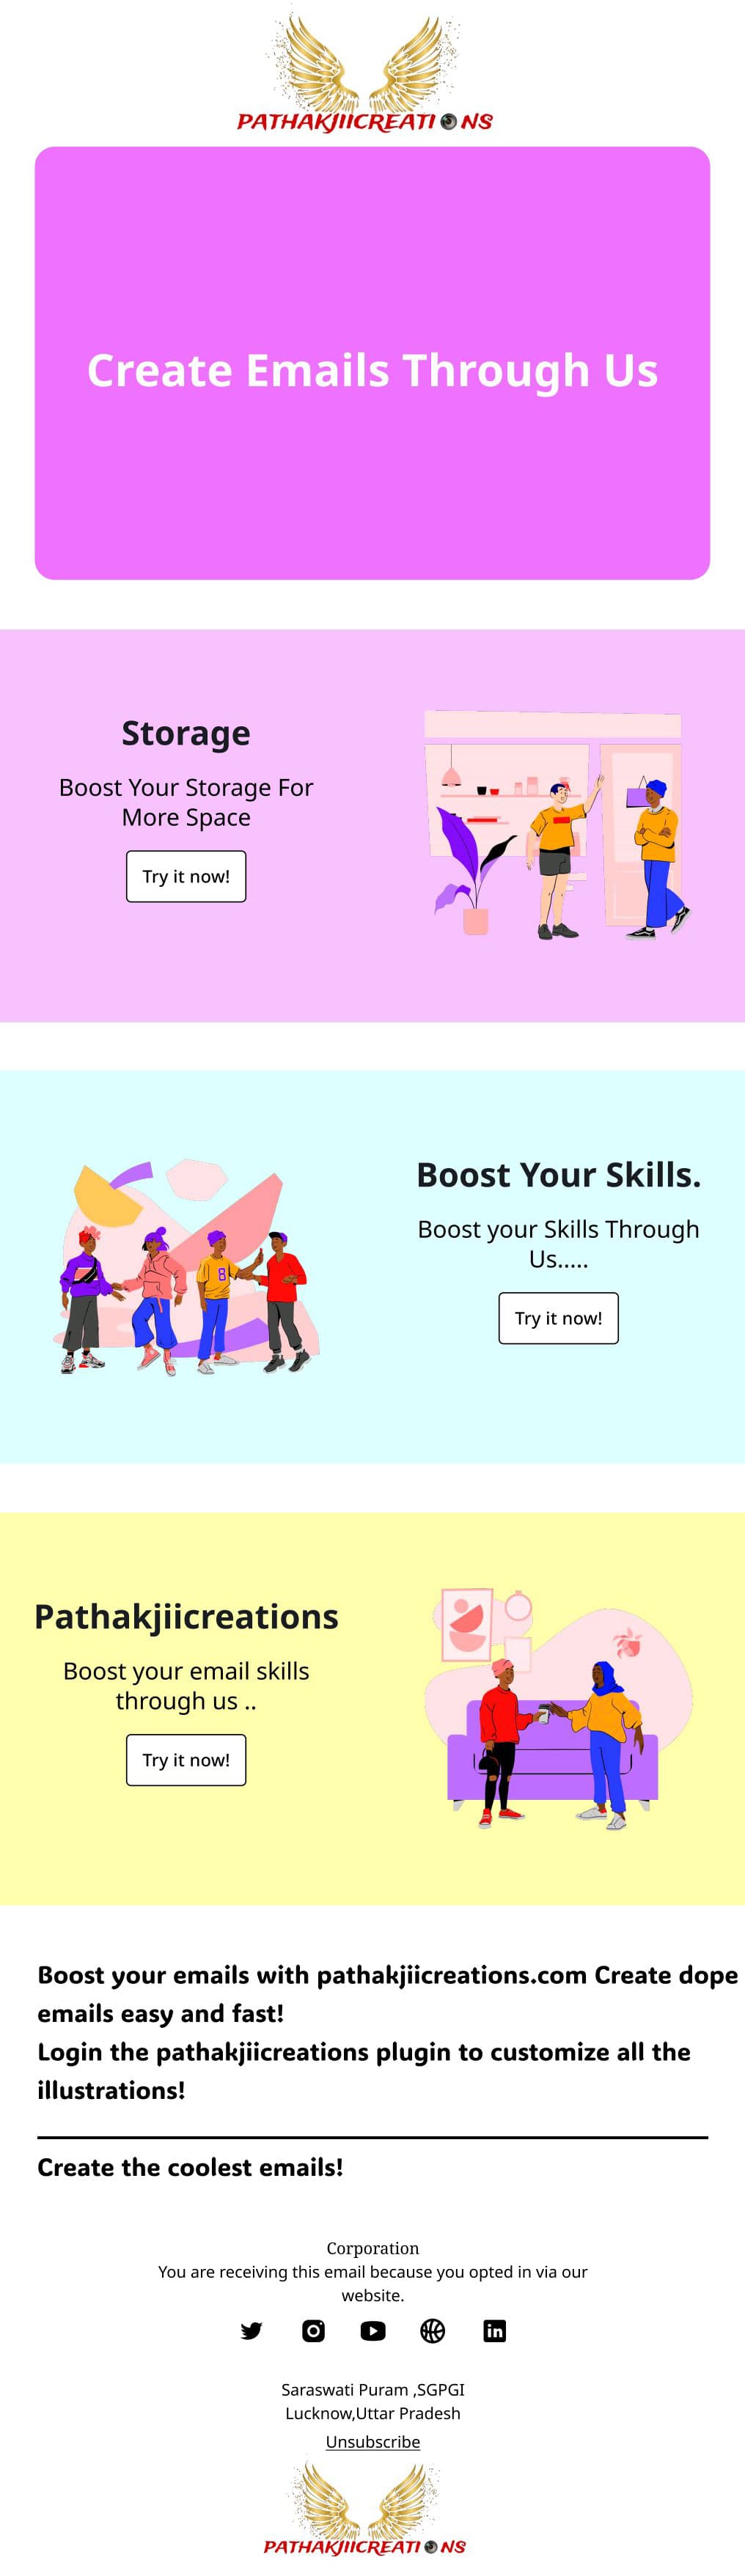 PATHAKJIICREATIONS
Create Emails Through Us
Storage
Boost Your Storage For
More Space
Try it now!
8
Boost Your Skills.
Boost your Skills Through
Us.....
Try it now!
Pathakjiicreations
Boost your email skills
through us ..
Try it now!
Boost your emails with pathakjiicreations.com Create dope
emails easy and fast!
Login the pathakjiicreations plugin to customize all the
illustrations!
Create the coolest emails!
Corporation
You are receiving this email because you opted in via our
website.
in
Saraswati Puram ,SGPGI
Lucknow,Uttar Pradesh
Unsubscribe
PATHAKJIICREATIONS